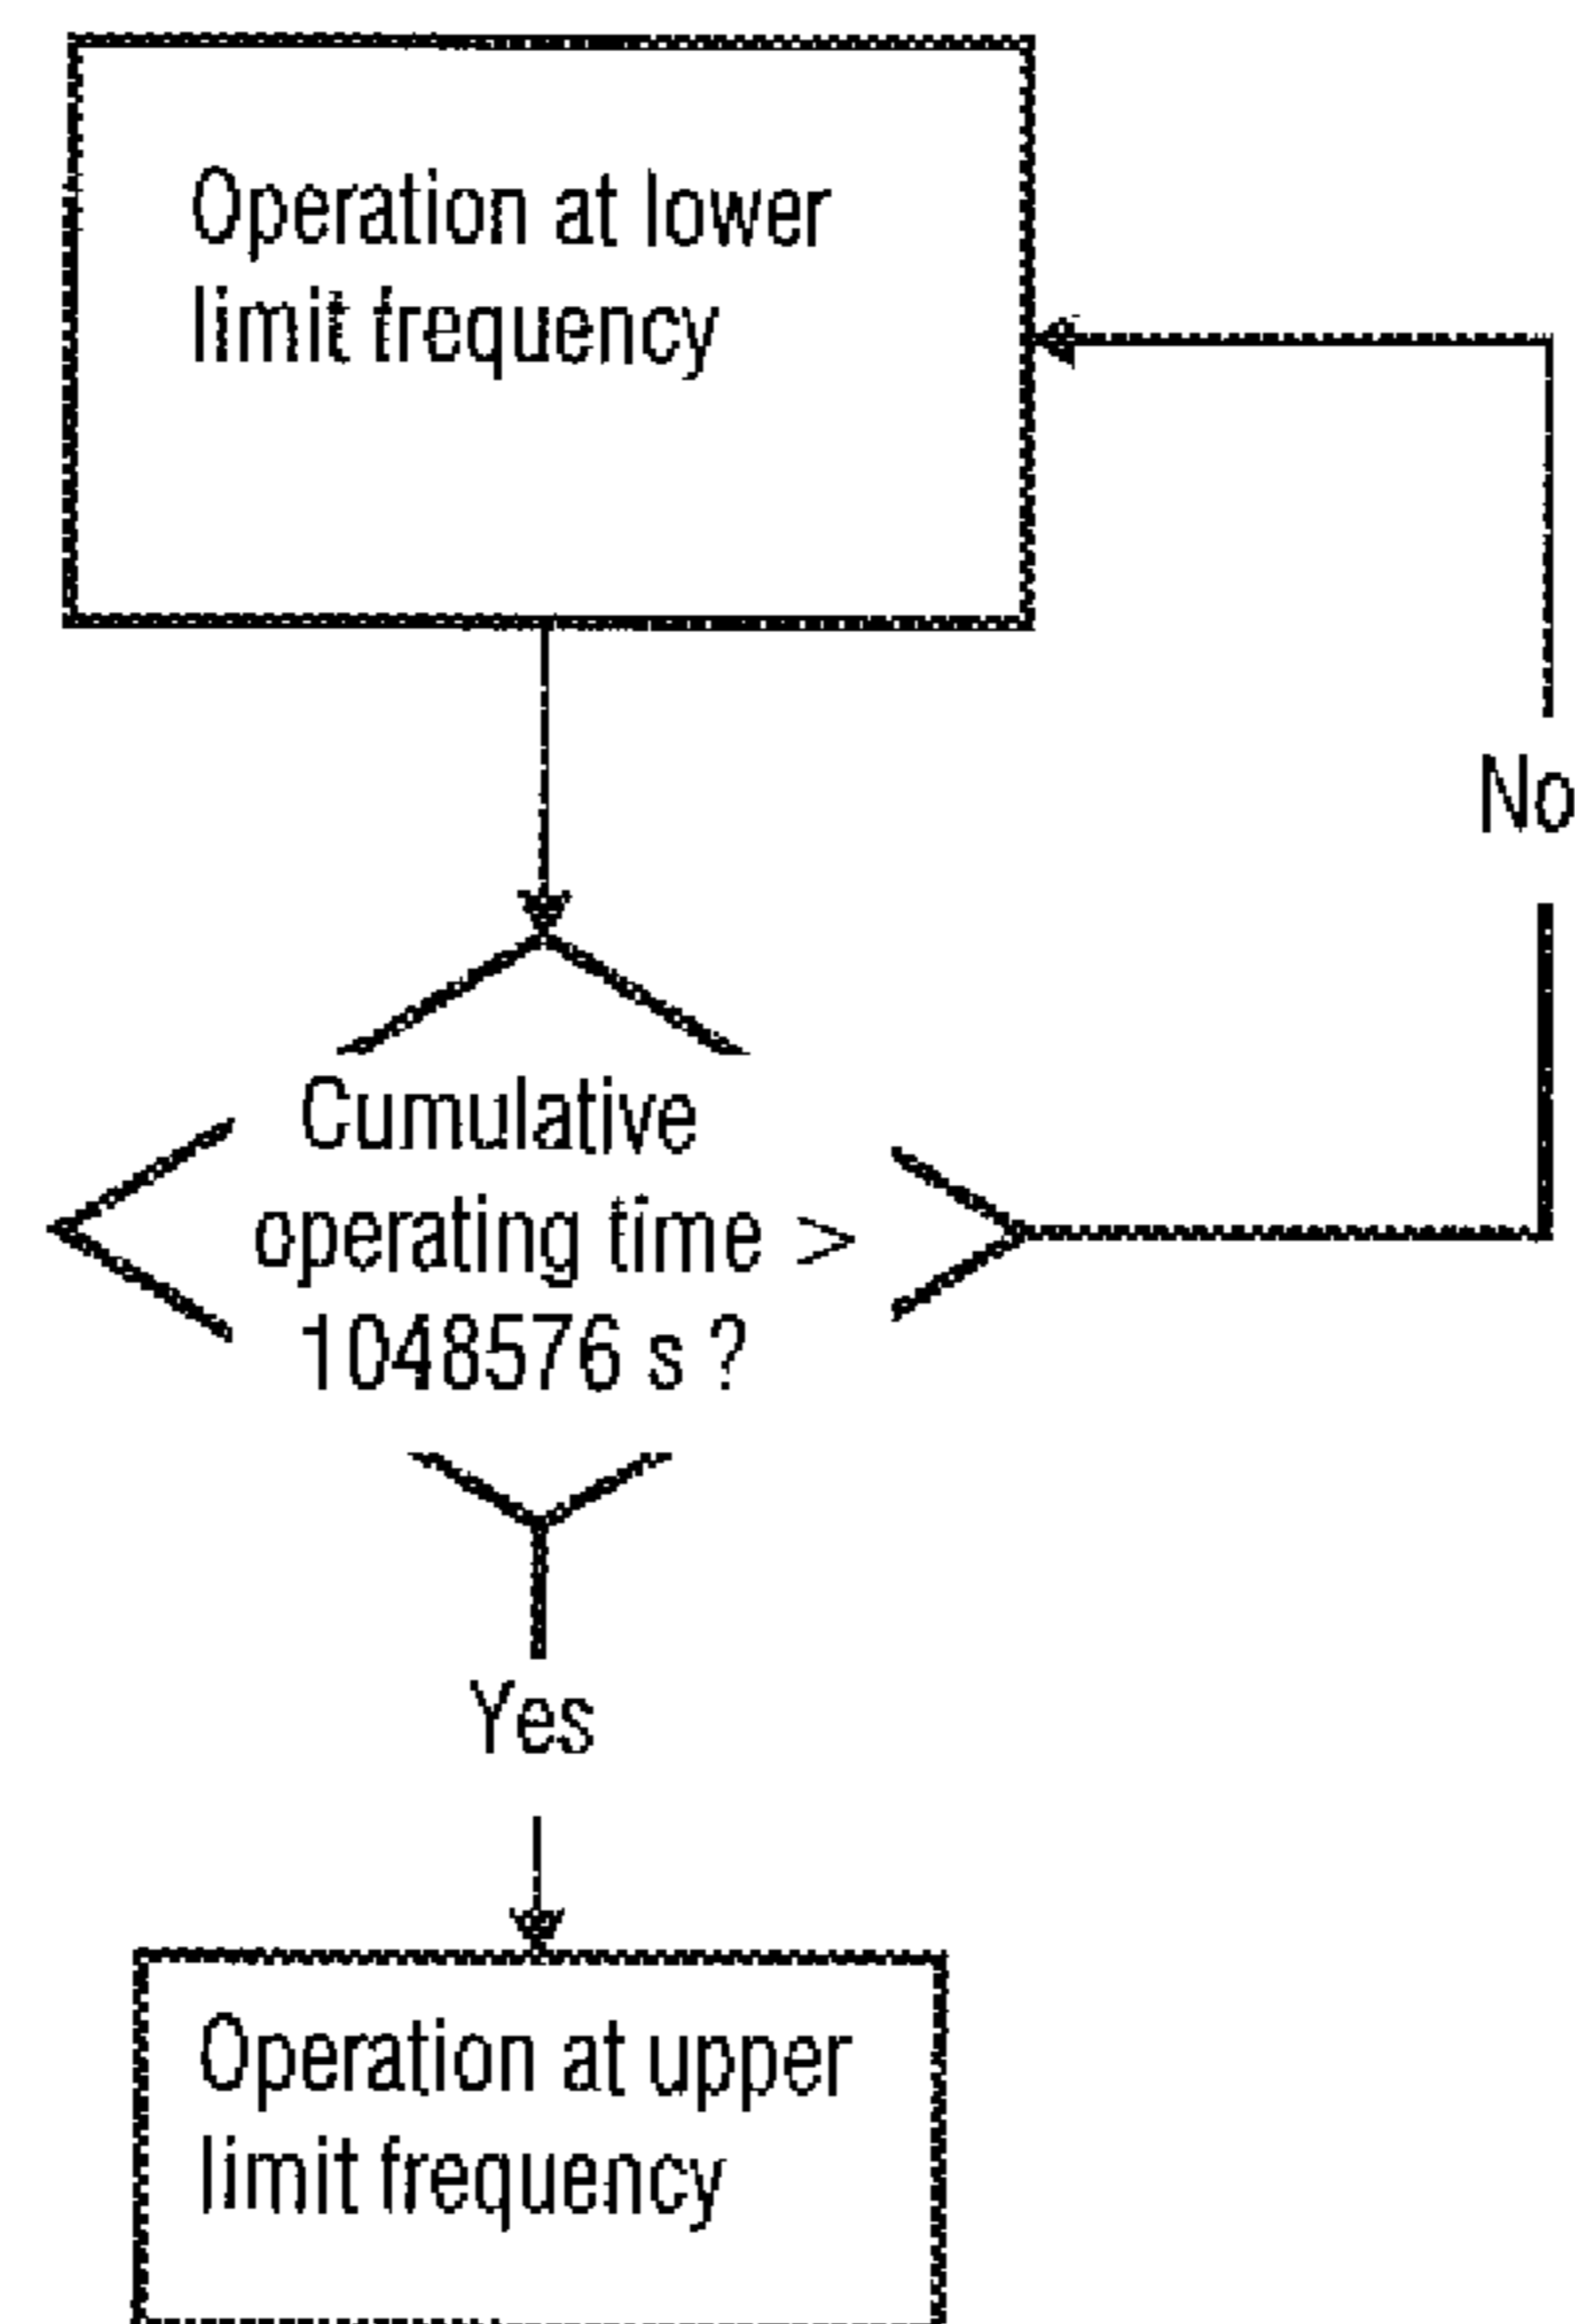 Operation at lower
limit frequency
No
Cumulative
operating time >
1048576 s ?
Yes
Operation at upper
limit frequency